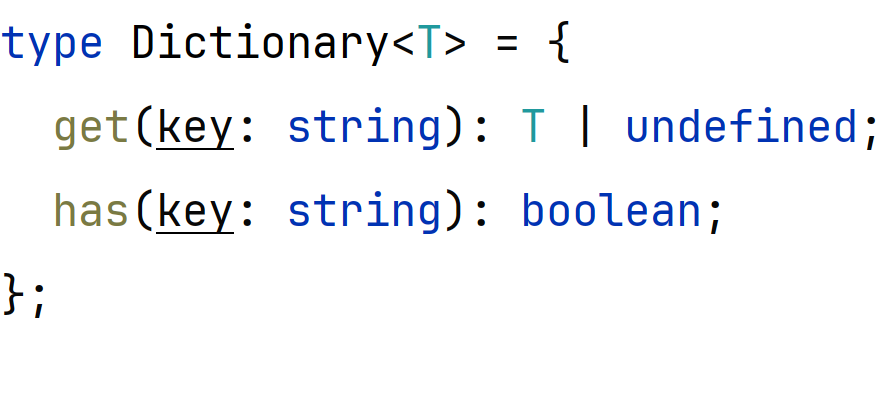 type Dictionary<T> = {
  get(key: string): T | undefined;
  has(key: string): boolean;
};